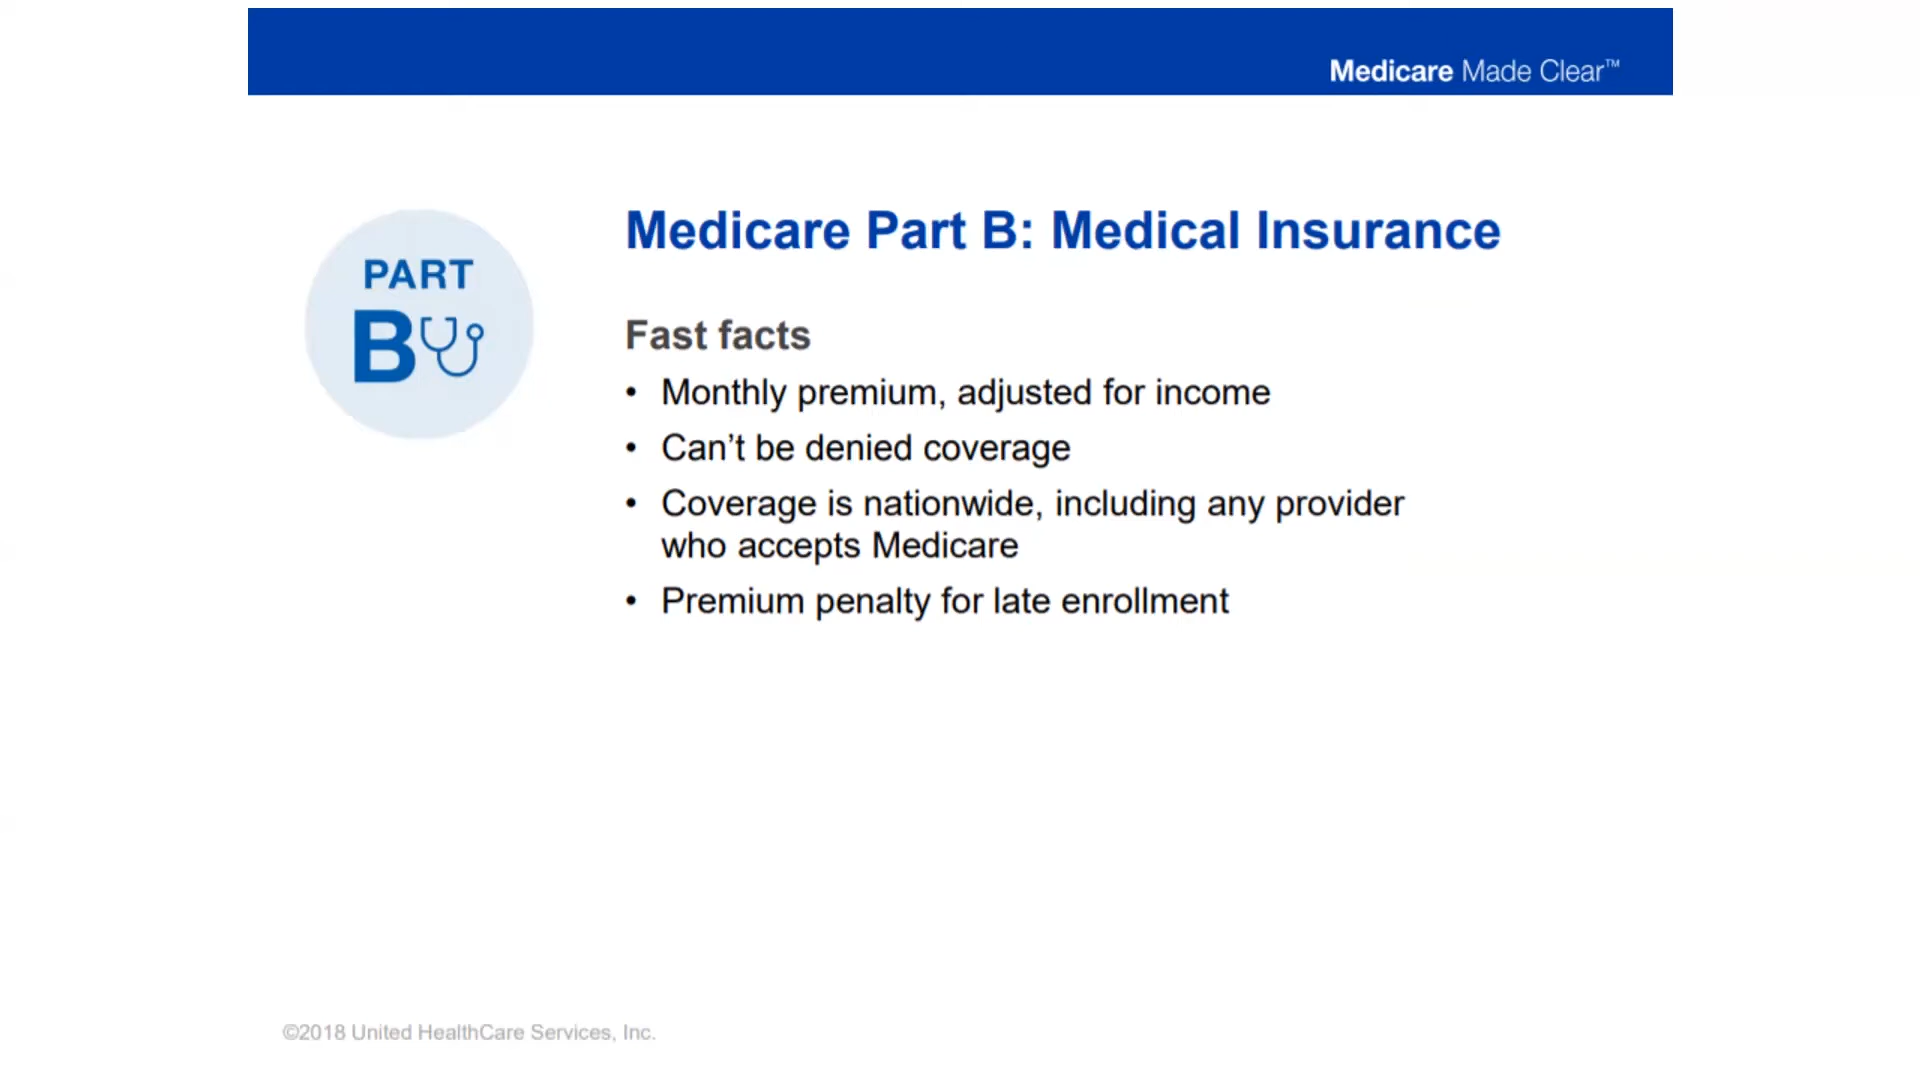 Medicare Made Clear™
PART
B
Medicare Part B: Medical Insurance
Fast facts
• Monthly premium, adjusted for income
• Can’t be denied coverage
• Coverage is nationwide, including any provider
who accepts Medicare
• Premium penalty for late enrollment
©2018 United HealthCare Services, Inc.